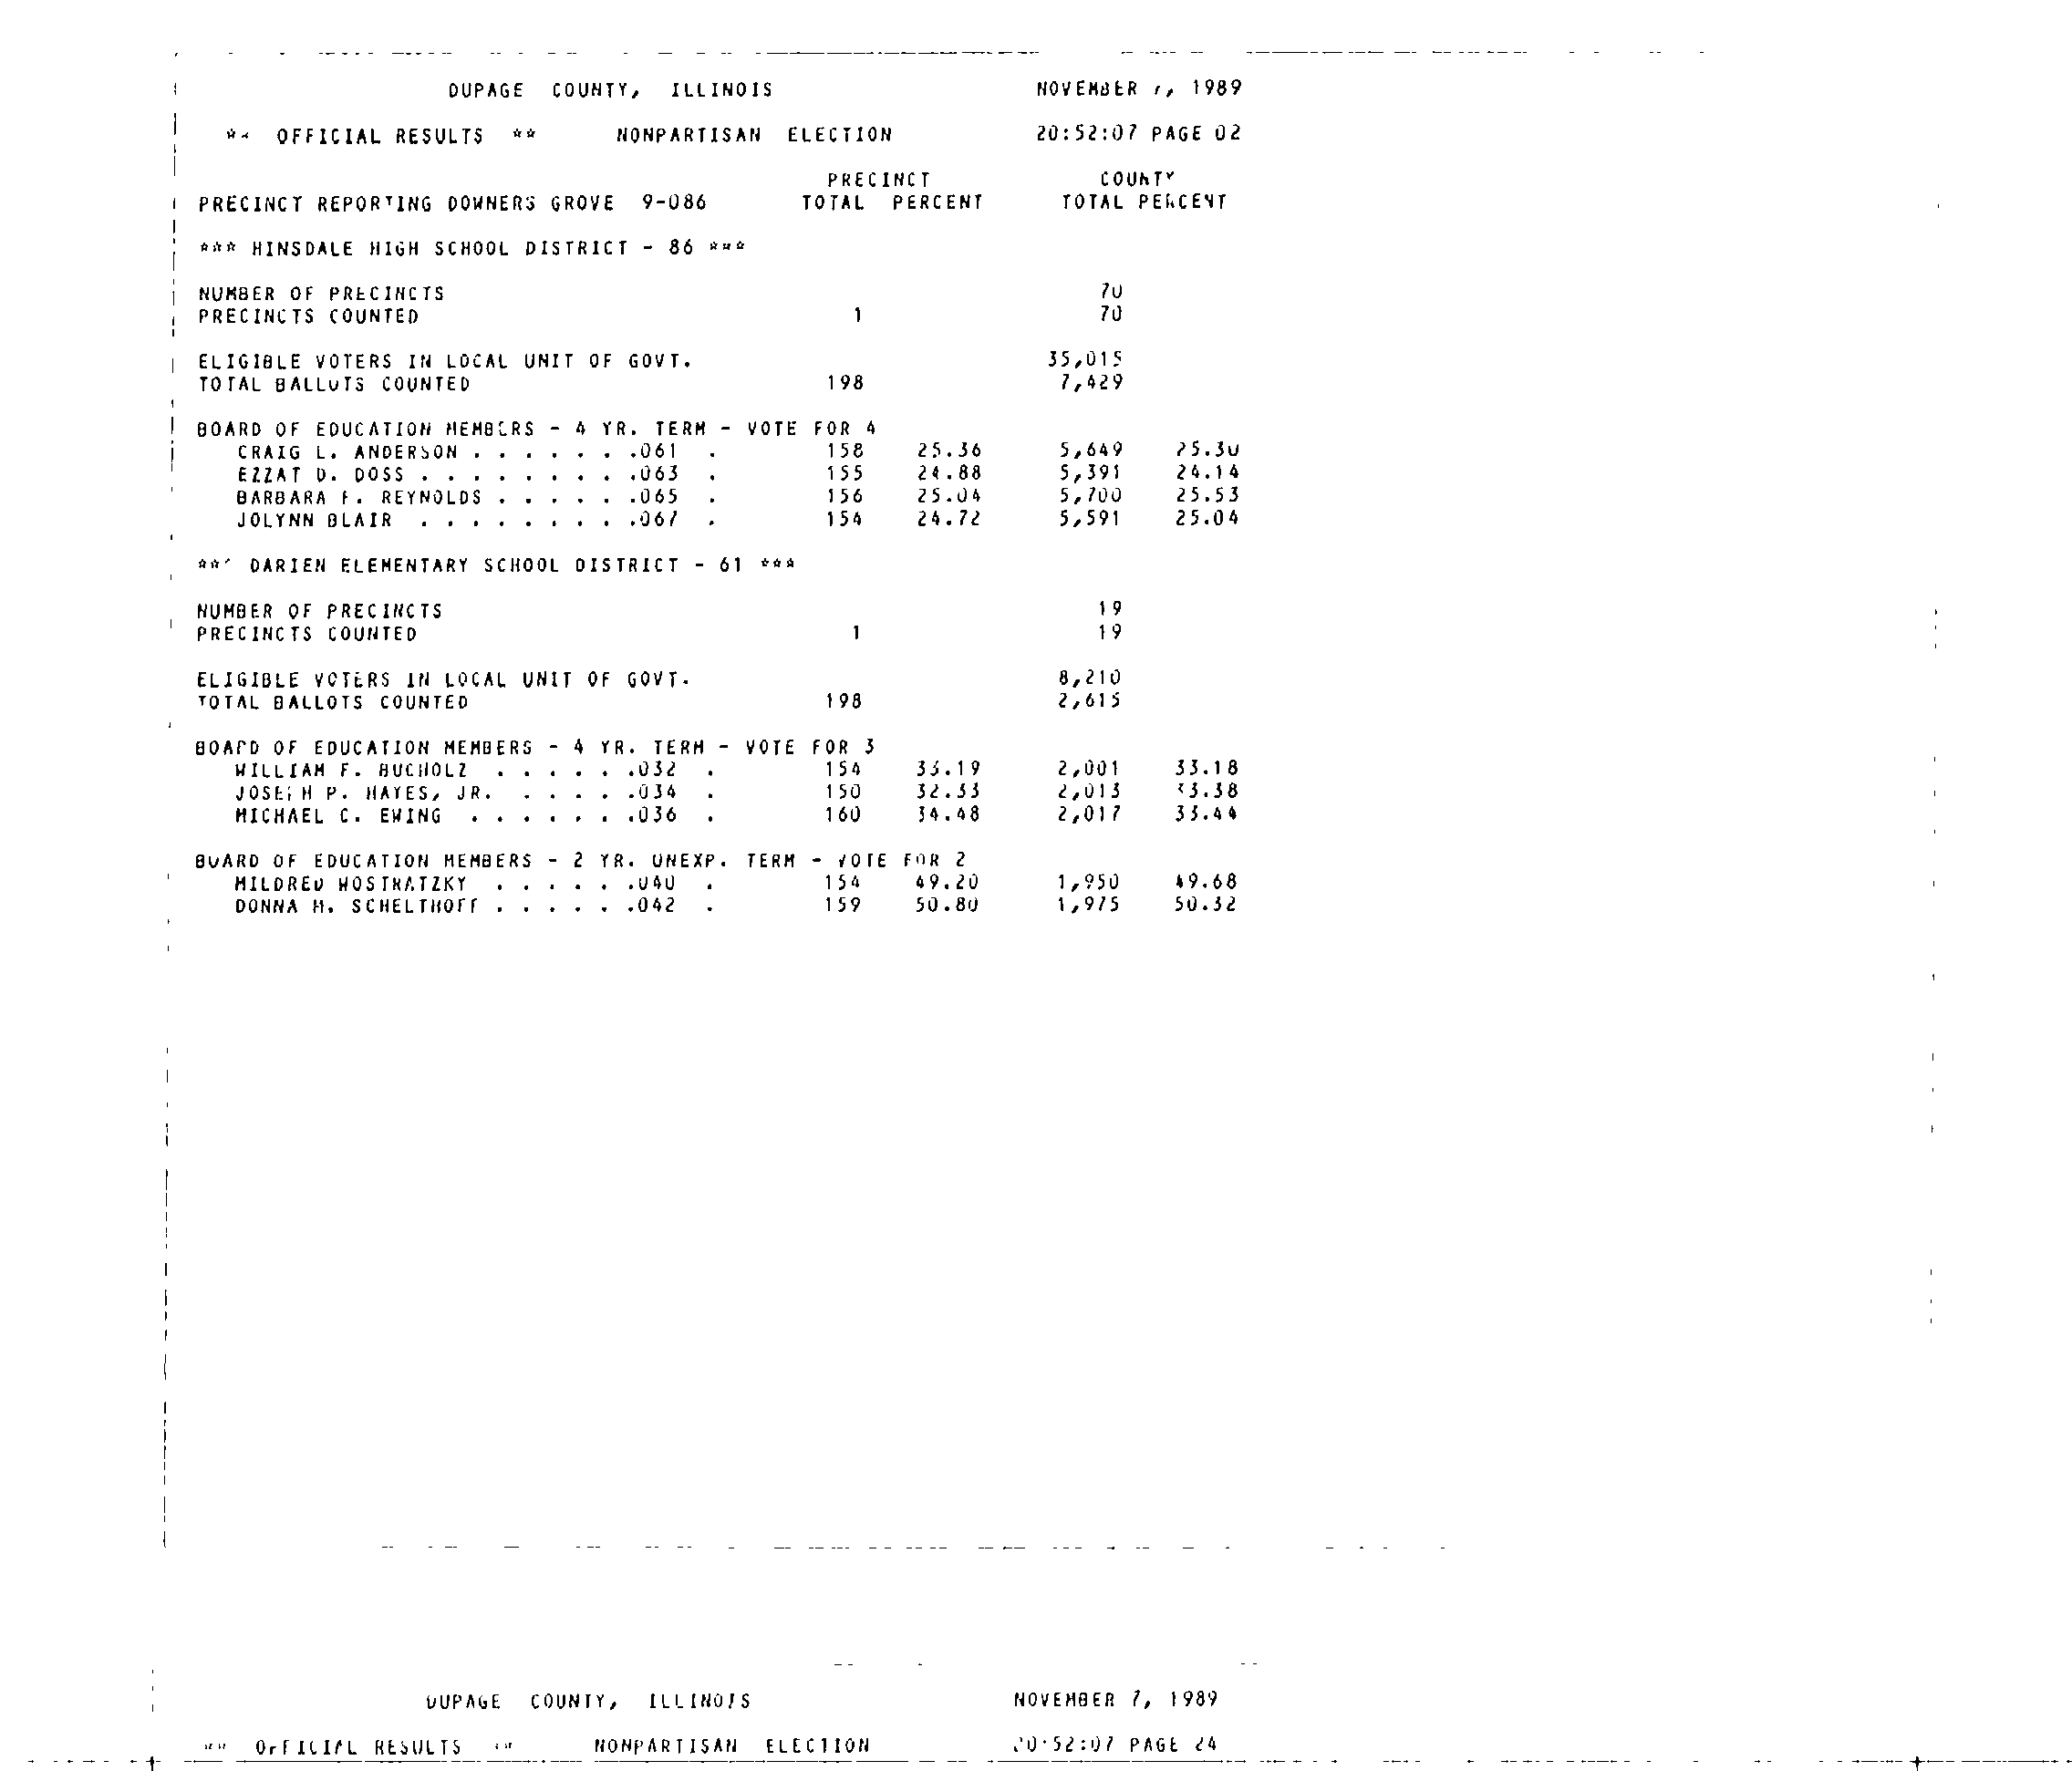 DUPAGE COUNTY, ILLINOIS NOVEMBER 7, 1989
** OFFICIAL RESULTS ** NONPARTISAN ELECTION 20:52:07 PAGE 02
PRECINCT COUNTY
PRECINCT REPORTING DOWNERS GROVE 9-086 TOTAL PERCENT TOTAL PERCENT
*** HINSDALE HIGH SCHOOL DISTRICT - 86 ***
NUMBER OF PRECINCTS 70
PRECINCTS COUNTED 1 70
ELIGIBLE VOTERS IN LOCAL UNIT OF GOVT. 35,015
TOTAL BALLOTS COUNTED 198 7,429
BOARD OF EDUCATION MEMBERS - 4 YR. TERM - VOTE FOR 4
CRAIG L. ANDERSON . . . . . . .061 . 158 25.36 5,649 25.30
EZZAT D. DOSS . . . . . . . . .063 . 155 24.88 5,391 24.14
BARBARA F. REYNOLDS . . . . . .065 . 156 25.04 5,700 25.53
JOLYNN BLAIR . . . . . . . . .067 . 154 24.72 5,591 25.04
*** DARIEN ELEMENTARY SCHOOL DISTRICT - 61 ***
NUMBER OF PRECINCTS 19
PRECINCTS COUNTED 1 19
ELIGIBLE VOTERS IN LOCAL UNIT OF GOVT. 8,210
TOTAL BALLOTS COUNTED 198 2,615
BOARD OF EDUCATION MEMBERS - 4 YR. TERM - VOTE FOR 3
WILLIAM F. BUCHOLZ . . . . . .032 . 154 33.19 2,001 33.18
JOSEPH P. HAYES, JR. . . . . .034 . 150 32.33 2,013 33.38
MICHAEL C. EWING . . . . . . .036 . 160 34.48 2,017 33.44
BOARD OF EDUCATION MEMBERS - 2 YR. UNEXP. TERM - VOTE FOR 2
MILDRED WOSTRATZKY . . . . . .040 . 154 49.20 1,950 49.68
DONNA M. SCHELTHOFF . . . . . .042 . 159 50.80 1,975 50.32
DUPAGE COUNTY, ILLINOIS NOVEMBER 7, 1989
** OFFICIAL RESULTS ** NONPARTISAN ELECTION 20:52:07 PAGE 24